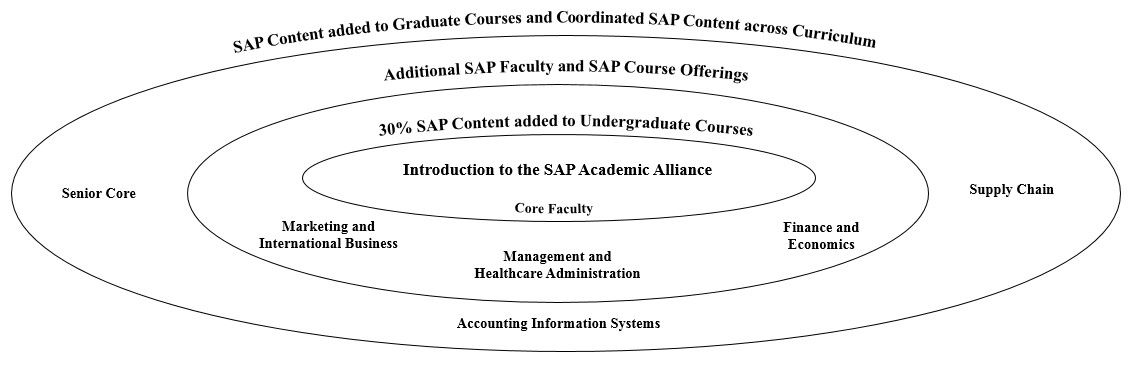 SAP Content added to Graduate Courses and Coordinated SAP Content across Curriculum
Additional SAP Faculty and SAP Course Offerings
30% SAP Content added to Undergraduate Courses
Introduction to the SAP Academic Alliance
Core Faculty
Senior Core
Supply Chain
Marketing and
International Business
Finance and
Economics
Management and
Healthcare Administration
Accounting Information Systems